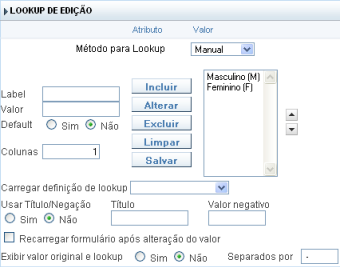 LOOKUP DE EDIÇÃO
Atributo Valor
Método para Lookup Manual
Masculino (M)
Feminino (F)
Label
Valor
Default Sim Não
Colunas 1
Incluir
Alterar
Excluir
Limpar
Salvar
Carregar definição de lookup
Usar Título/Negação Título Valor negativo
Sim Não
Recarregar formulário após alteração do valor
Exibir valor original e lookup Sim Não Separados por -